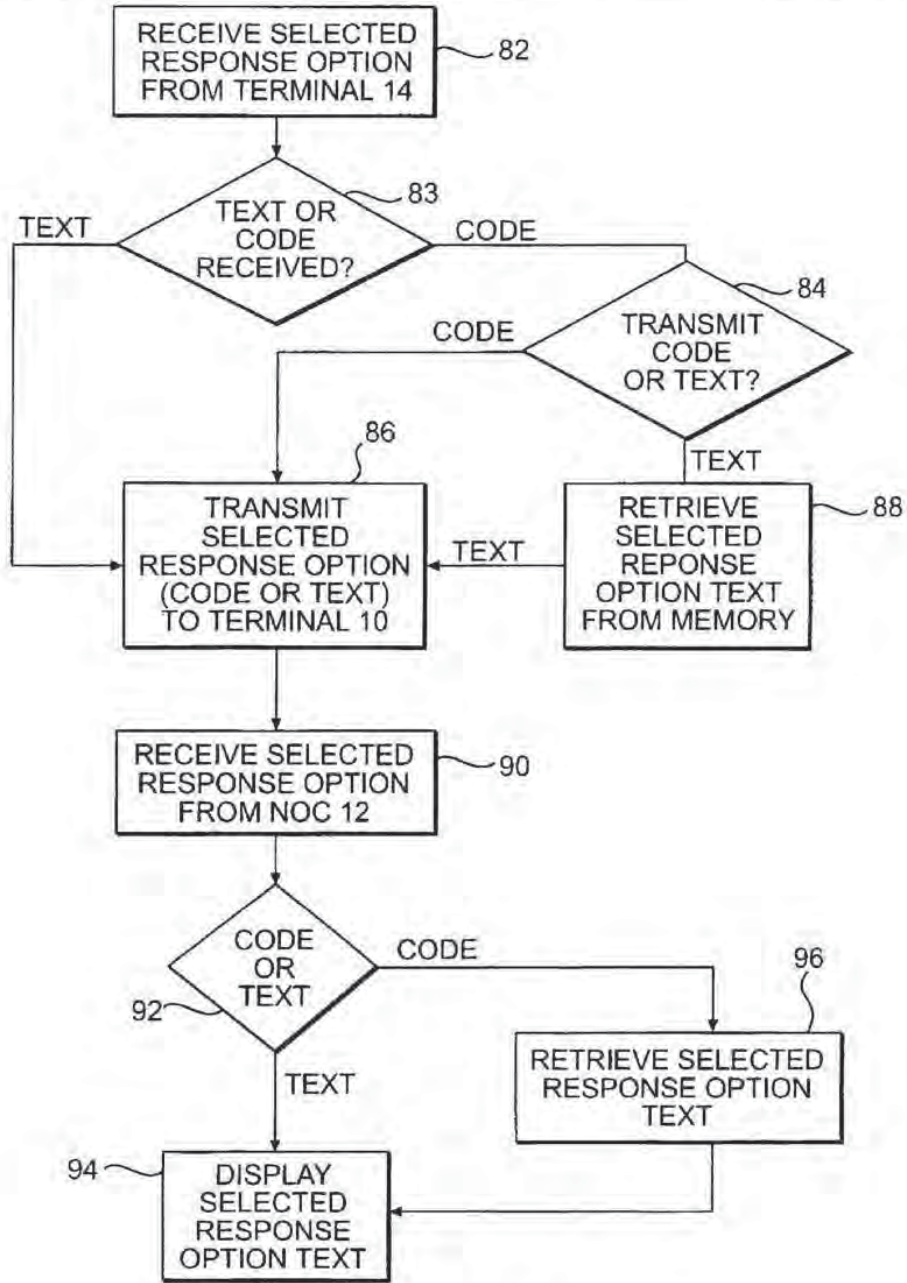 RECEIVE SELECTED
RESPONSE OPTION
FROM TERMINAL 14
82
83
TEXT OR
CODE
RECEIVED?
TEXT
CODE
84
TRANSMIT
CODE
OR TEXT?
CODE
TEXT
86
TRANSMIT
SELECTED
RESPONSE OPTION
(CODE OR TEXT)
TO TERMINAL 10
TEXT
88
RETRIEVE
SELECTED
REPONSE
OPTION TEXT
FROM MEMORY
RECEIVE SELECTED
RESPONSE OPTION
FROM NOC 12
90
CODE
OR
TEXT
92
CODE
TEXT
96
RETRIEVE SELECTED
RESPONSE OPTION
TEXT
94
DISPLAY
SELECTED
RESPONSE
OPTION TEXT